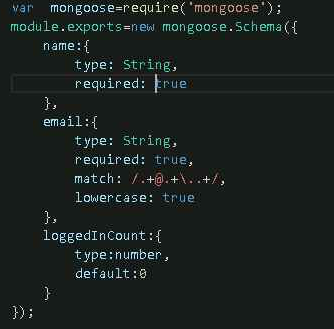 var  mongoose=require('mongoose');
module.exports=new mongoose.Schema({
    name:{
        type: String,
        required: true
    },
    email:{
        type: String,
        required: true,
        match: /.+@.+\..+/,
        lowercase: true
    },
    loggedInCount:{
        type:number,
        default:0
    }
});